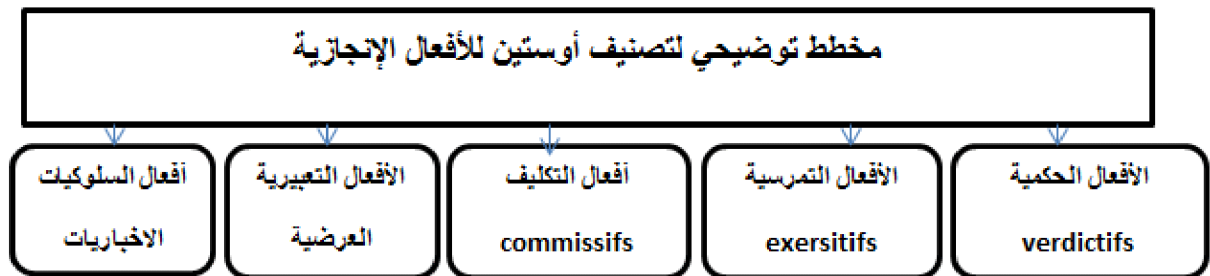 مخطط توضيحي لتصنيف أوستين للأفعال الإنجازية
الأفعال الحكمية
verdictifs
الأفعال التمرسية
exersitifs
أفعال التكليف
commissifs
الأفعال التعبيرية
العرضية
أفعال السلوكيات
الاخباريات